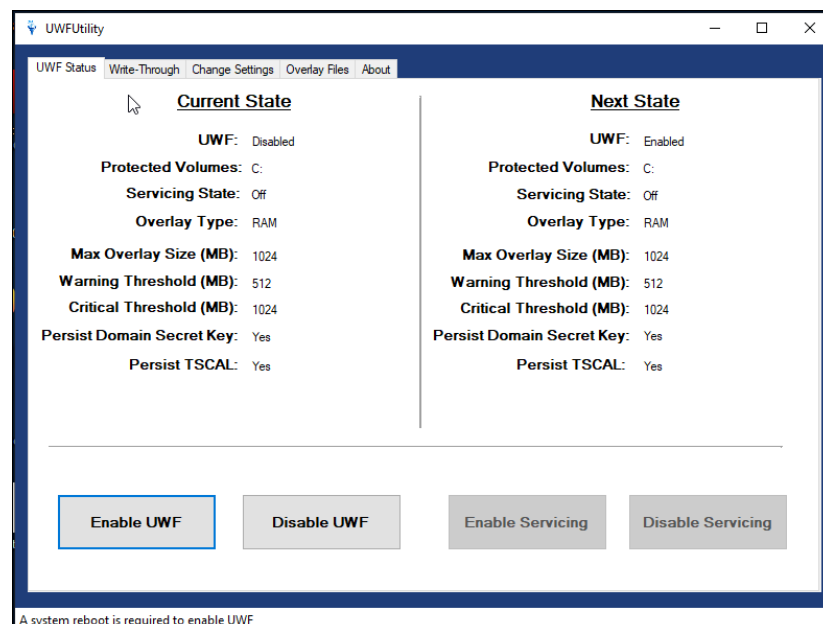 UWFUtility
UWF Status Write-Through Change Settings Overlay Files About
Current State
UWF: Disabled
Protected Volumes: C:
Servicing State: Off
Overlay Type: RAM
Max Overlay Size (MB): 1024
Warning Threshold (MB): 512
Critical Threshold (MB): 1024
Persist Domain Secret Key: Yes
Persist TSCAL: Yes
Next State
UWF: Enabled
Protected Volumes: C:
Servicing State: Off
Overlay Type: RAM
Max Overlay Size (MB): 1024
Warning Threshold (MB): 512
Critical Threshold (MB): 1024
Persist Domain Secret Key: Yes
Persist TSCAL: Yes
Enable UWF Disable UWF Enable Servicing Disable Servicing
A system reboot is required to enable UWF